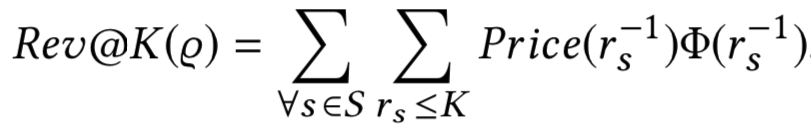 Rev@K(ϱ) = ∑_{∀s∈S} ∑_{r_s≤K} Price(r_s^{-1})Φ(r_s^{-1}).